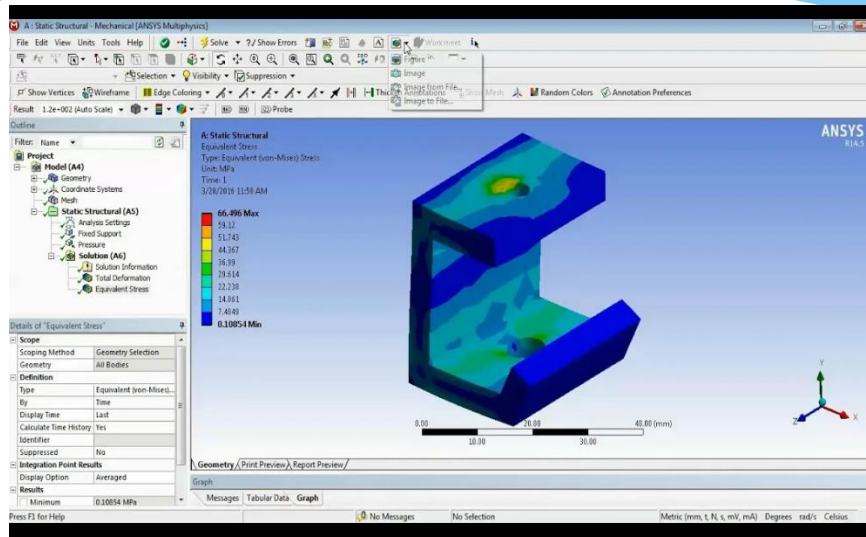 A : Static Structural - Mechanical [ANSYS Multiphysics]
File Edit View Units Tools Help Solve ?/ Show Errors A Worksheet
Figure
Image
Selection Visibility Suppression
Image from File...
Image to File...
Show Vertices Wireframe Edge Coloring Thicken Annotations Show Mesh Random Colors Annotation Preferences
Result 1.2e+002 (Auto Scale) Probe
Outline
Filter: Name
Project
Model (A4)
Geometry
Coordinate Systems
Mesh
Static Structural (A5)
Analysis Settings
Fixed Support
Pressure
Solution (A6)
Solution Information
Total Deformation
Equivalent Stress
A: Static Structural
Equivalent Stress
Type: Equivalent (von-Mises) Stress
Unit: MPa
Time: 1
3/28/2016 11:58 AM
66.496 Max
59.12
51.743
44.367
36.99
29.614
22.238
14.861
7.4849
0.10854 Min
ANSYS
R14.5
0.00 20.00 40.00 (mm)
10.00 30.00
Y
Z X
Details of "Equivalent Stress"
Scope
Scoping Method Geometry Selection
Geometry All Bodies
Definition
Type Equivalent (von-Mises)...
By Time
Display Time Last
Calculate Time History Yes
Identifier
Suppressed No
Integration Point Results
Display Option Averaged
Results
Minimum 0.10854 MPa
Geometry Print Preview Report Preview
Graph
Messages Tabular Data Graph
Press F1 for Help No Messages No Selection Metric (mm, t, N, s, mV, mA) Degrees rad/s Celsius